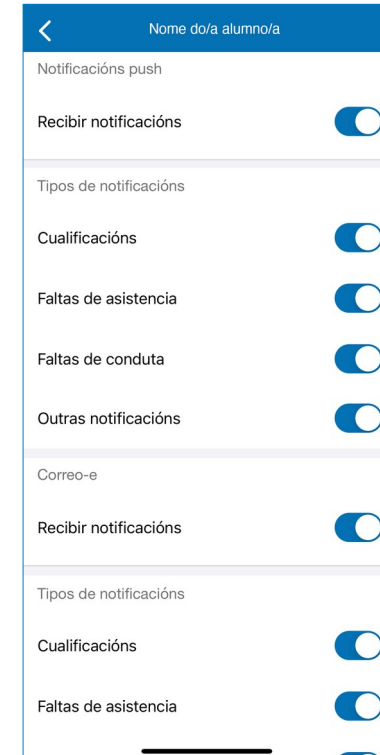 Nome do/a alumno/a
Notificacións push
Recibir notificacións
Tipos de notificacións
Cualificacións
Faltas de asistencia
Faltas de conduta
Outras notificacións
Correo-e
Recibir notificacións
Tipos de notificacións
Cualificacións
Faltas de asistencia